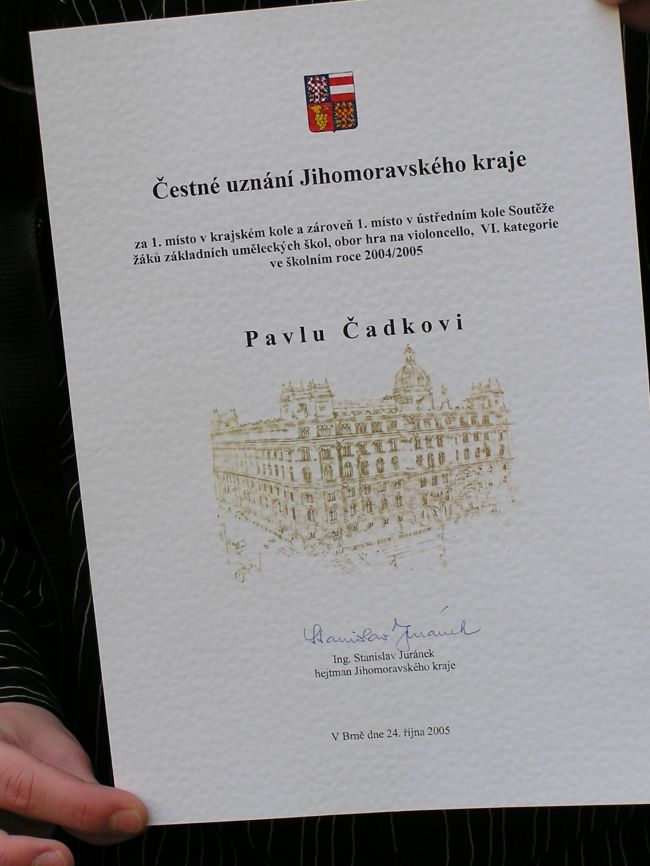 Čestné uznání Jihomoravského kraje
za 1. místo v krajském kole a zároveň 1. místo v ústředním kole Soutěže
žáků základních uměleckých škol, obor hra na violoncello, VI. kategorie
ve školním roce 2004/2005
Pavlu Čadkovi
Stanislav Juránek
Ing. Stanislav Juránek
hejtman Jihomoravského kraje
V Brně dne 24. října 2005